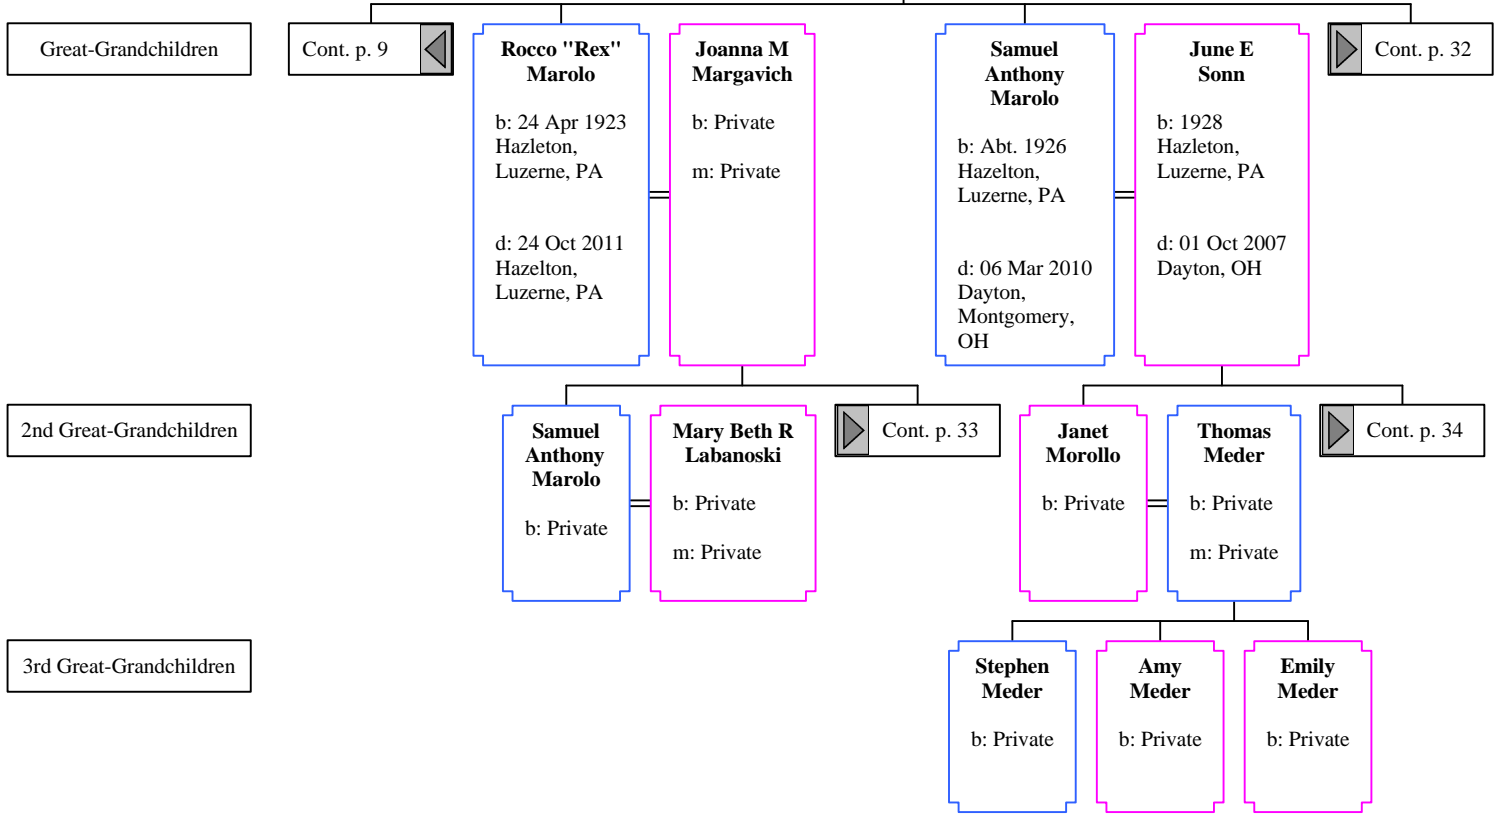 Great-Grandchildren
Cont. p. 9
Rocco "Rex"
Marolo
b: 24 Apr 1923
Hazleton,
Luzerne, PA
d: 24 Oct 2011
Hazelton,
Luzerne, PA
Joanna M
Margavich
b: Private
m: Private
Samuel
Anthony
Marolo
b: Abt. 1926
Hazelton,
Luzerne, PA
d: 06 Mar 2010
Dayton,
Montgomery,
OH
June E
Sonn
b: 1928
Hazleton,
Luzerne, PA
d: 01 Oct 2007
Dayton, OH
Cont. p. 32
2nd Great-Grandchildren
Samuel
Anthony
Marolo
b: Private
Mary Beth R
Labanoski
b: Private
m: Private
Cont. p. 33
Janet
Morollo
b: Private
Thomas
Meder
b: Private
m: Private
Cont. p. 34
3rd Great-Grandchildren
Stephen
Meder
b: Private
Amy
Meder
b: Private
Emily
Meder
b: Private